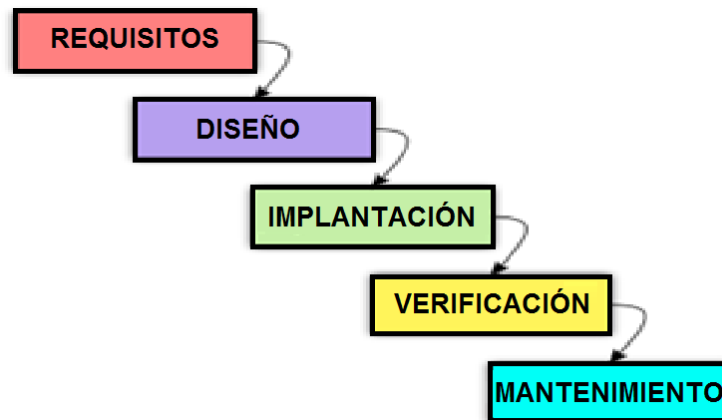 REQUISITOS
DISEÑO
IMPLANTACIÓN
VERIFICACIÓN
MANTENIMIENTO